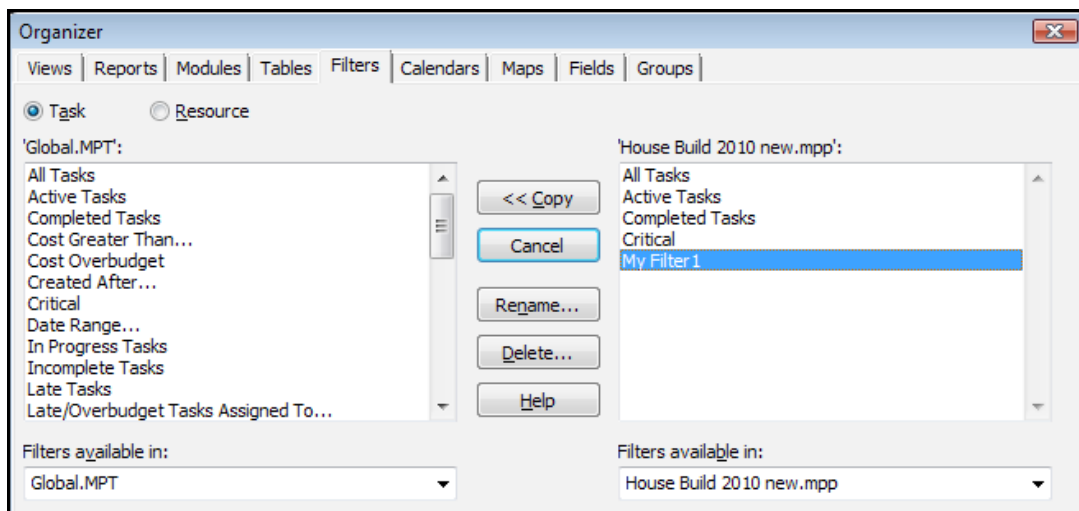 Organizer
Views Reports Modules Tables Filters Calendars Maps Fields Groups
Task Resource
'Global.MPT':
All Tasks
Active Tasks
Completed Tasks
Cost Greater Than...
Cost Overbudget
Created After...
Critical
Date Range...
In Progress Tasks
Incomplete Tasks
Late Tasks
Late/Overbudget Tasks Assigned To...
<< Copy
Cancel
Rename...
Delete...
Help
'House Build 2010 new.mpp':
All Tasks
Active Tasks
Completed Tasks
Critical
My Filter1
Filters available in:
Global.MPT
Filters available in:
House Build 2010 new.mpp